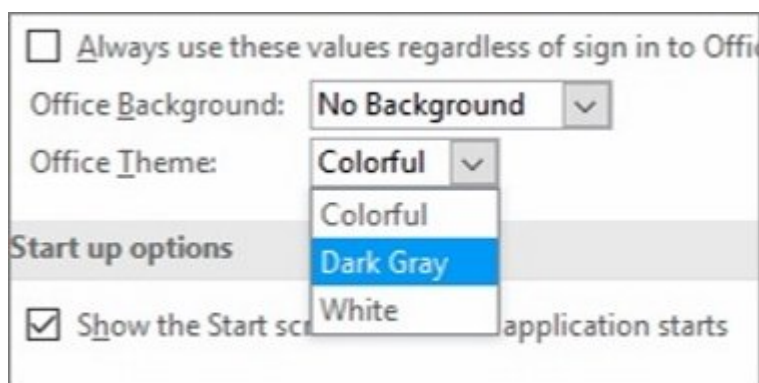 Always use these values regardless of sign in to Offi
Office Background: No Background
Office Theme: Colorful
Colorful
Start up options
Dark Gray
White
Show the Start scr application starts